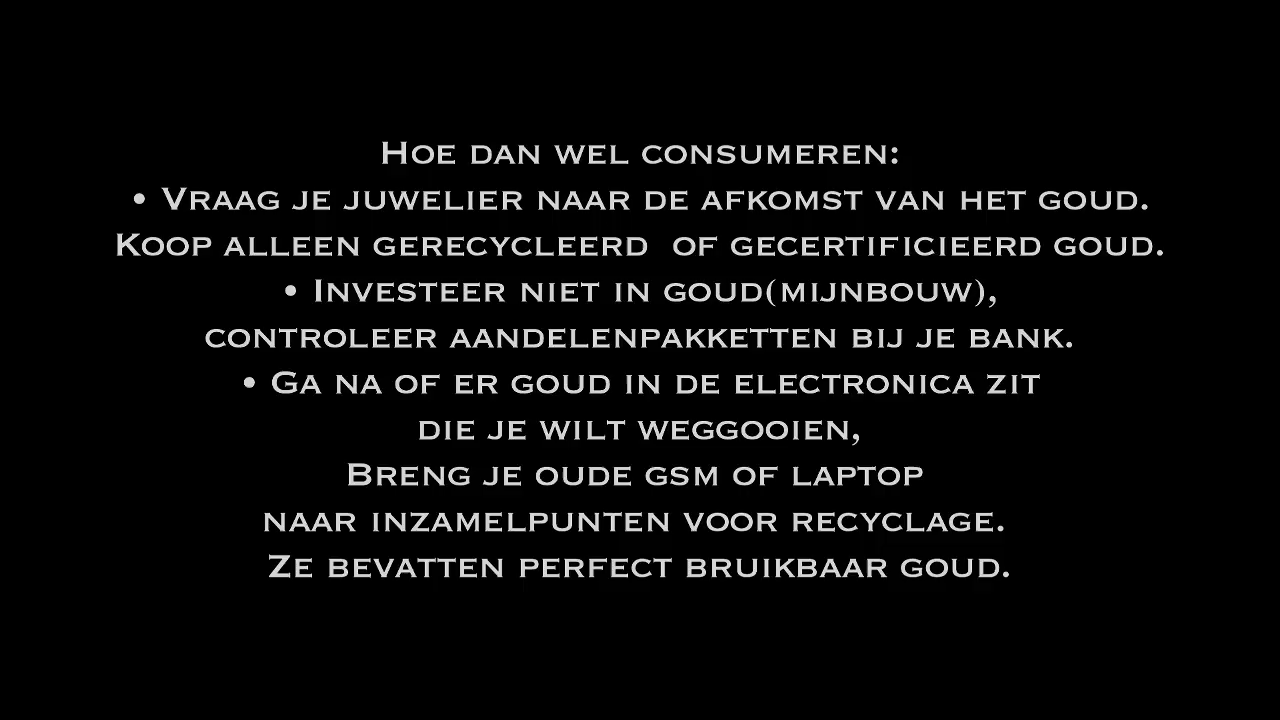 Hoe dan wel consumeren:
• Vraag je juwelier naar de afkomst van het goud.
Koop alleen gerecycleerd of gecertificieerd goud.
• Investeer niet in goud(mijnbouw),
controleer aandelenpakketten bij je bank.
• Ga na of er goud in de electronica zit
die je wilt weggooien,
Breng je oude gsm of laptop
naar inzamelpunten voor recyclage.
Ze bevatten perfect bruikbaar goud.